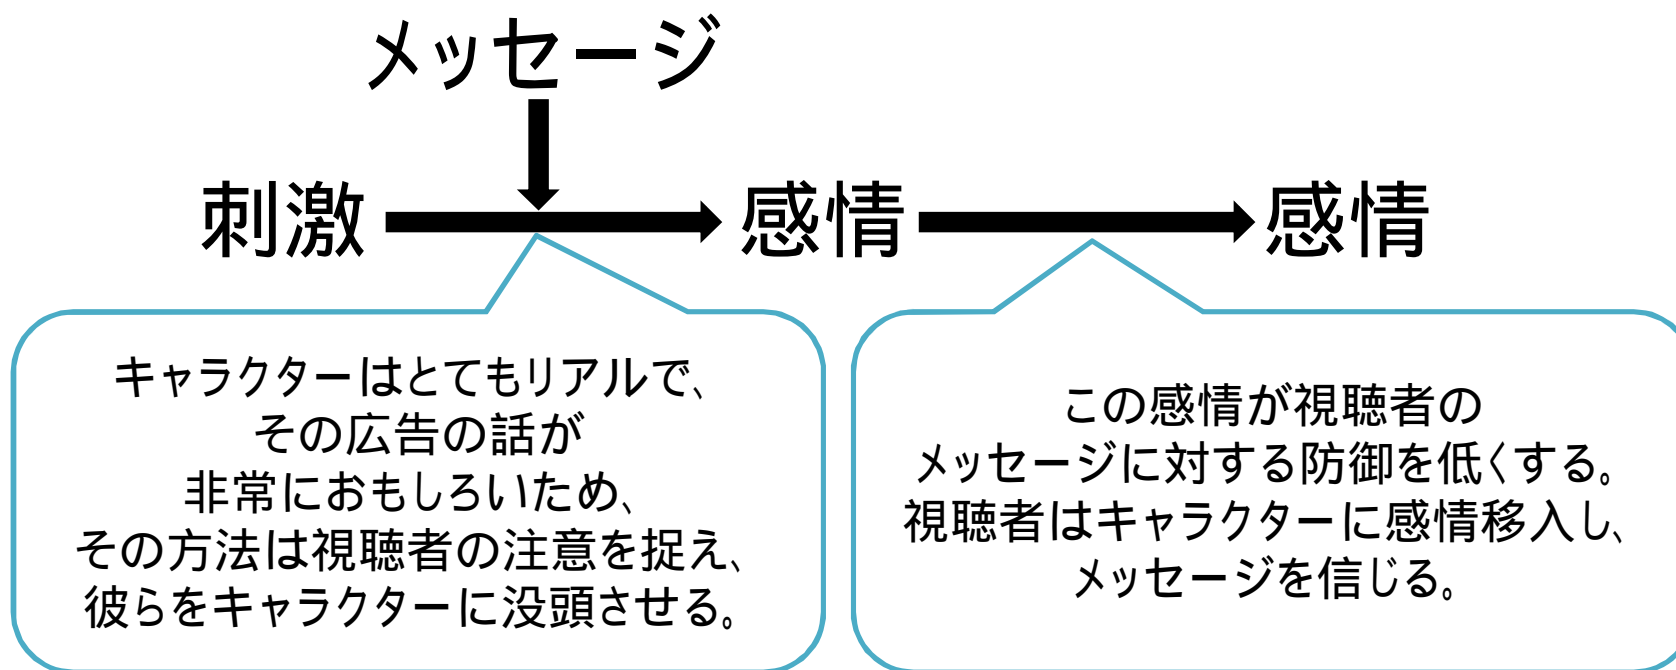 メッセージ
刺激
感情
感情
キャラクターはとてもリアルで、
その広告の話が
非常におもしろいため、
その方法は視聴者の注意を捉え、
彼らをキャラクターに没頭させる。
この感情が視聴者の
メッセージに対する防御を低くする。
視聴者はキャラクターに感情移入し、
メッセージを信じる。